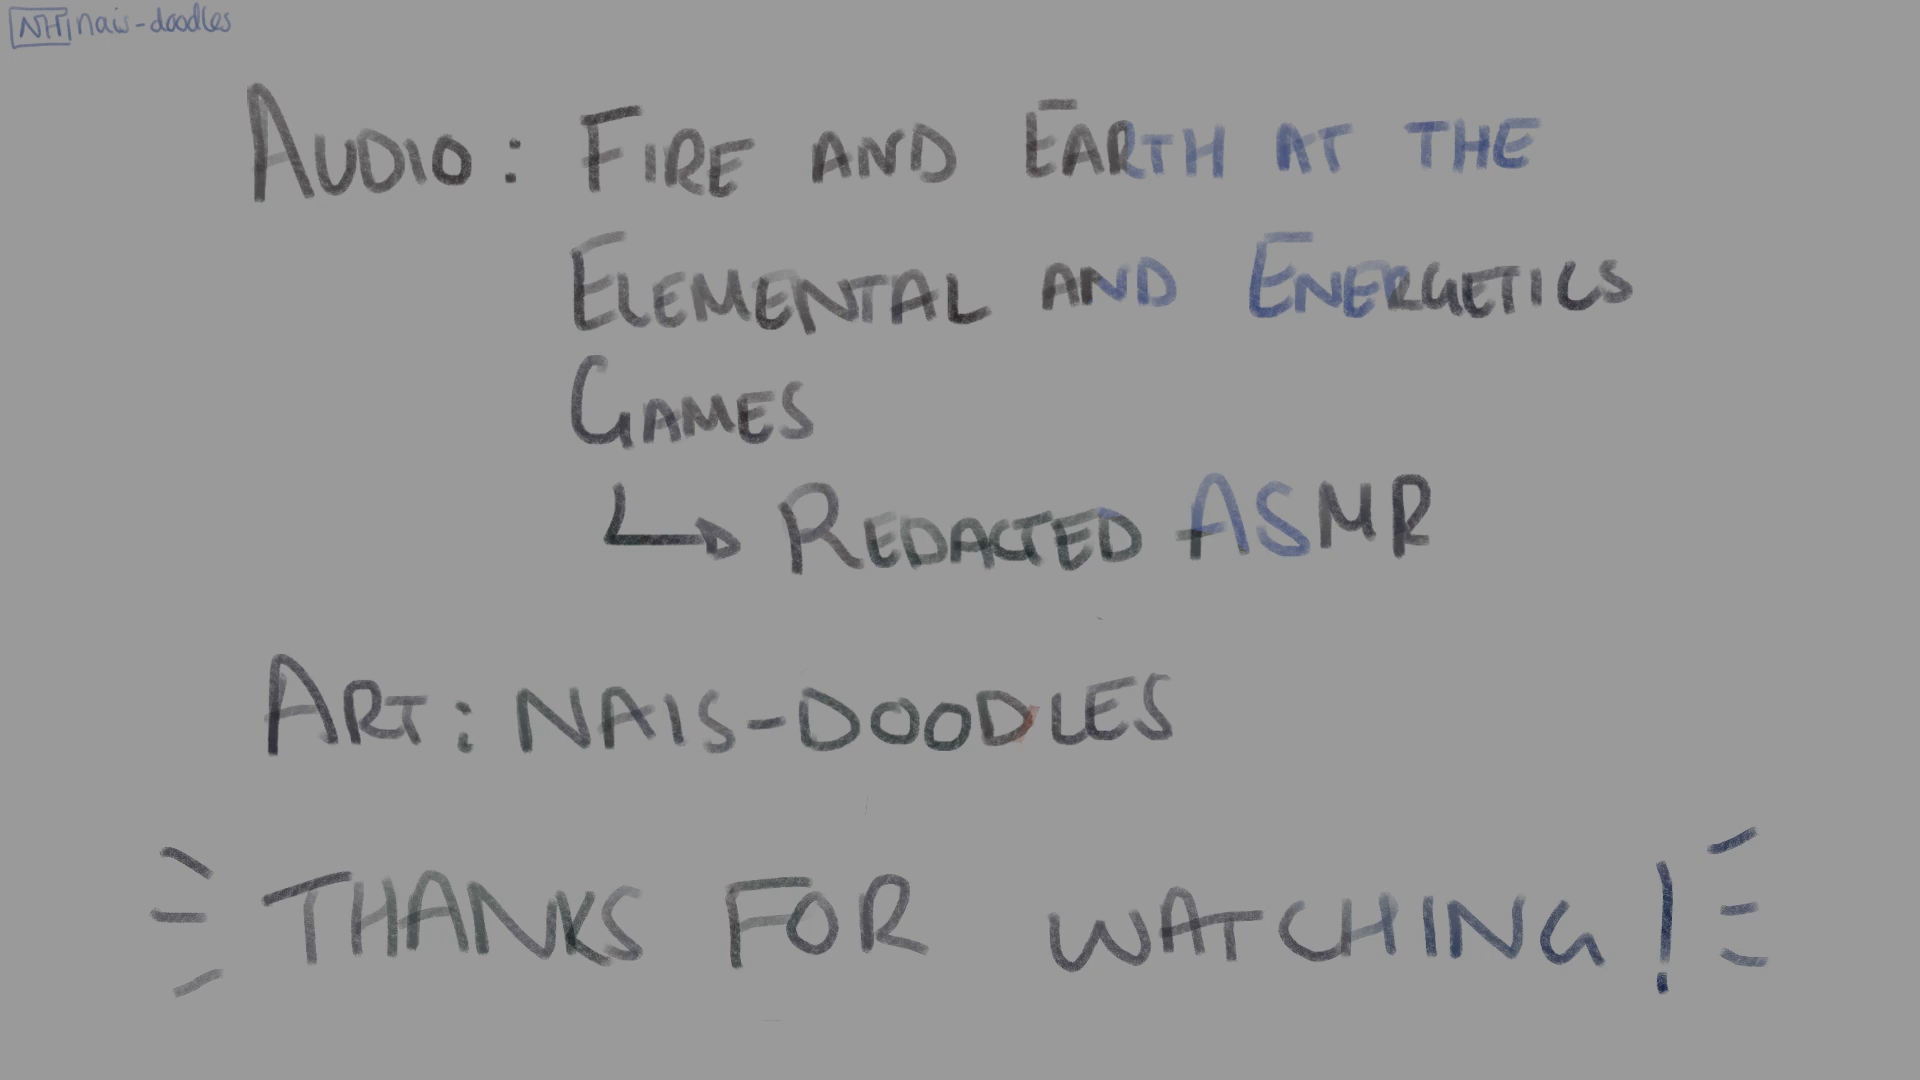 NH nais-doodles
AUDIO: FIRE AND EARTH AT THE
ELEMENTAL AND ENERGETICS
GAMES
↳ REDACTED ASMR
ART: NAIS-DOODLES
THANKS FOR WATCHING!